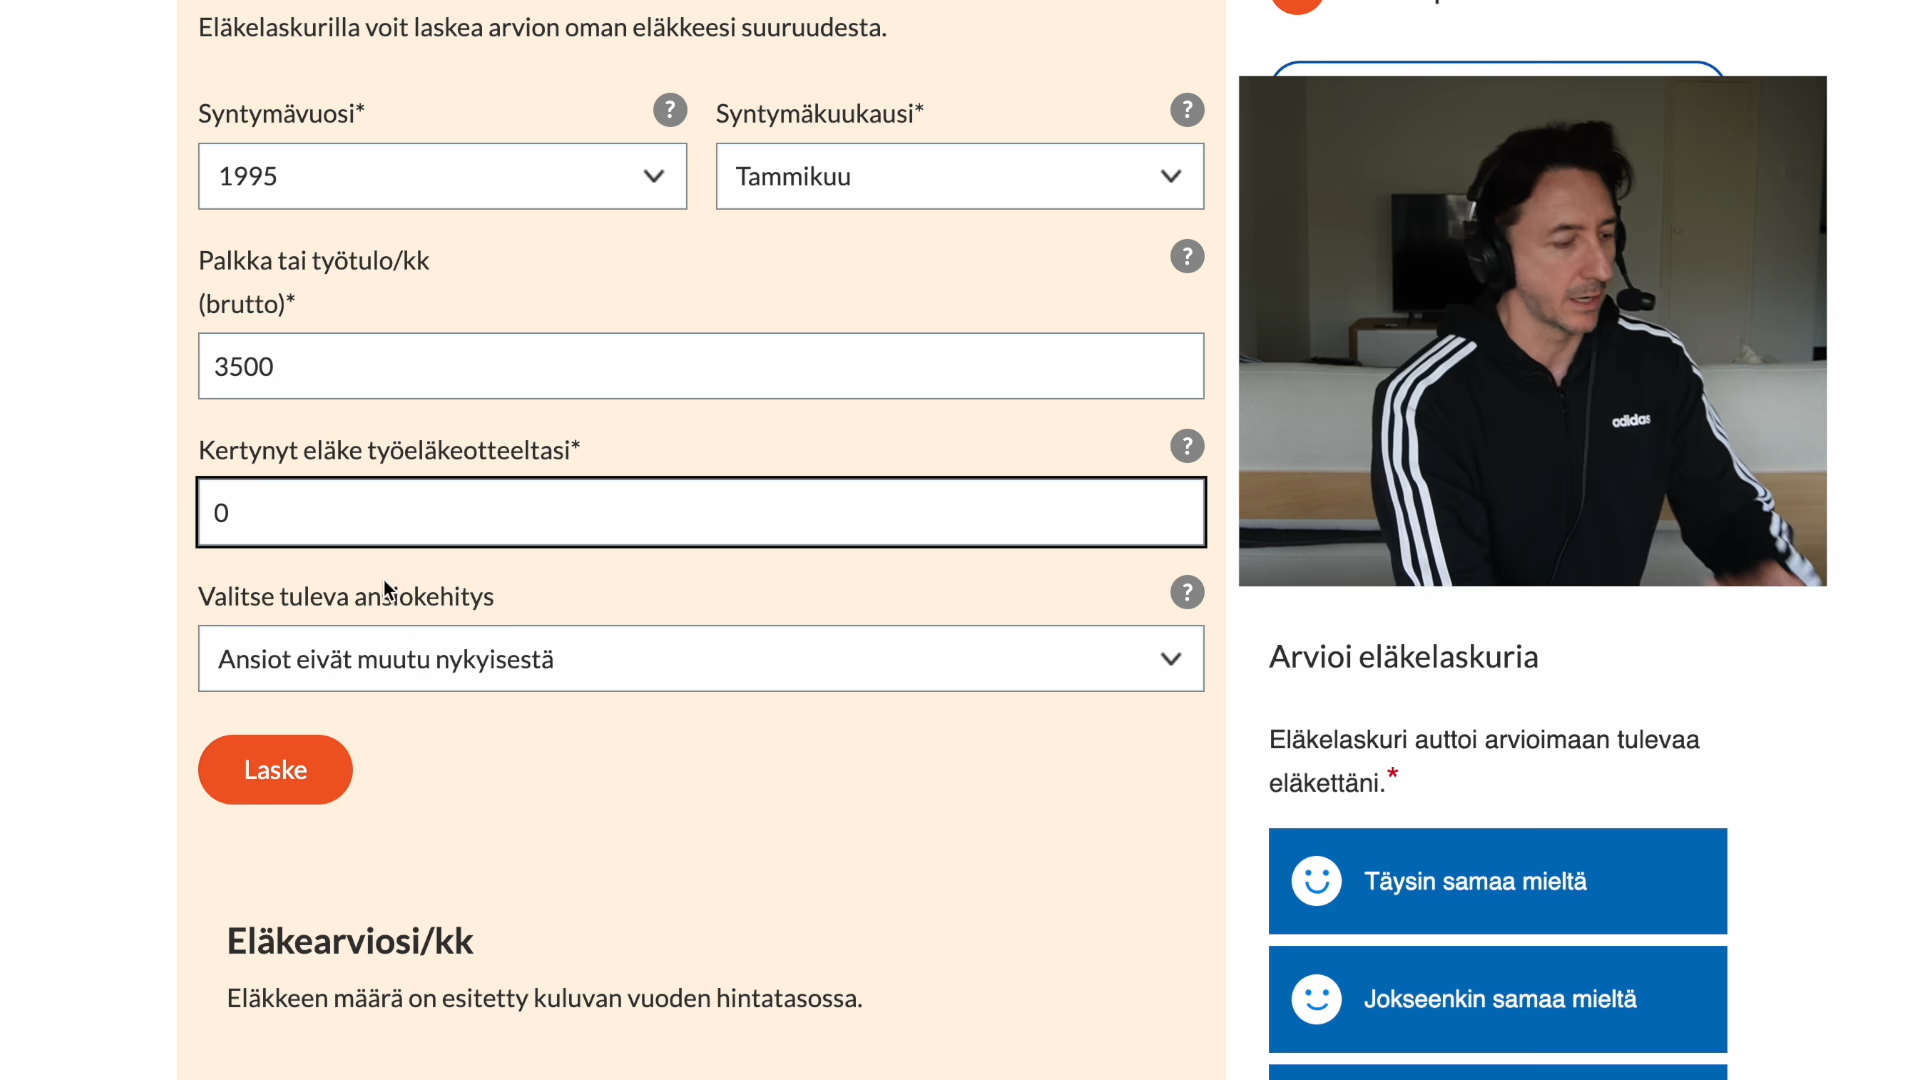 Eläkelaskurilla voit laskea arvion oman eläkkeesi suuruudesta.
Syntymävuosi*
?
Syntymäkuukausi*
?
1995
Tammikuu
Palkka tai työtulo/kk
(brutto)*
?
3500
Kertynyt eläke työeläkeotteeltasi*
?
0
Valitse tuleva ansiokehitys
?
Ansiot eivät muutu nykyisestä
Laske
Eläkearviosi/kk
Eläkkeen määrä on esitetty kuluvan vuoden hintatasossa.
adidas
Arvioi eläkelaskuria
Eläkelaskuri auttoi arvioimaan tulevaa
eläkettäni.*
Täysin samaa mieltä
Jokseenkin samaa mieltä